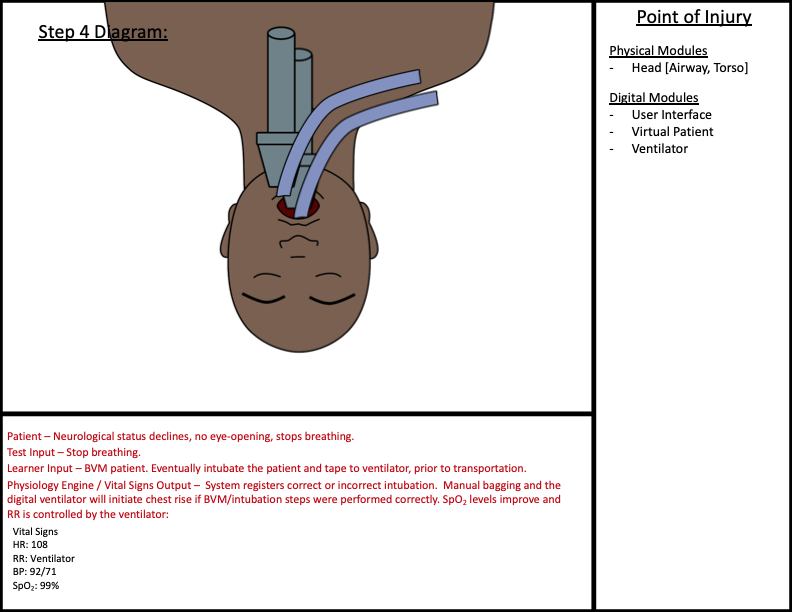 Step 4 Diagram:
Point of Injury
Physical Modules
- Head [Airway, Torso]
Digital Modules
- User Interface
- Virtual Patient
- Ventilator
Patient – Neurological status declines, no eye-opening, stops breathing.
Test Input – Stop breathing.
Learner Input – BVM patient. Eventually intubate the patient and tape to ventilator, prior to transportation.
Physiology Engine / Vital Signs Output – System registers correct or incorrect intubation. Manual bagging and the
digital ventilator will initiate chest rise if BVM/intubation steps were performed correctly. SpO₂ levels improve and
RR is controlled by the ventilator:
Vital Signs
HR: 108
RR: Ventilator
BP: 92/71
SpO₂: 99%